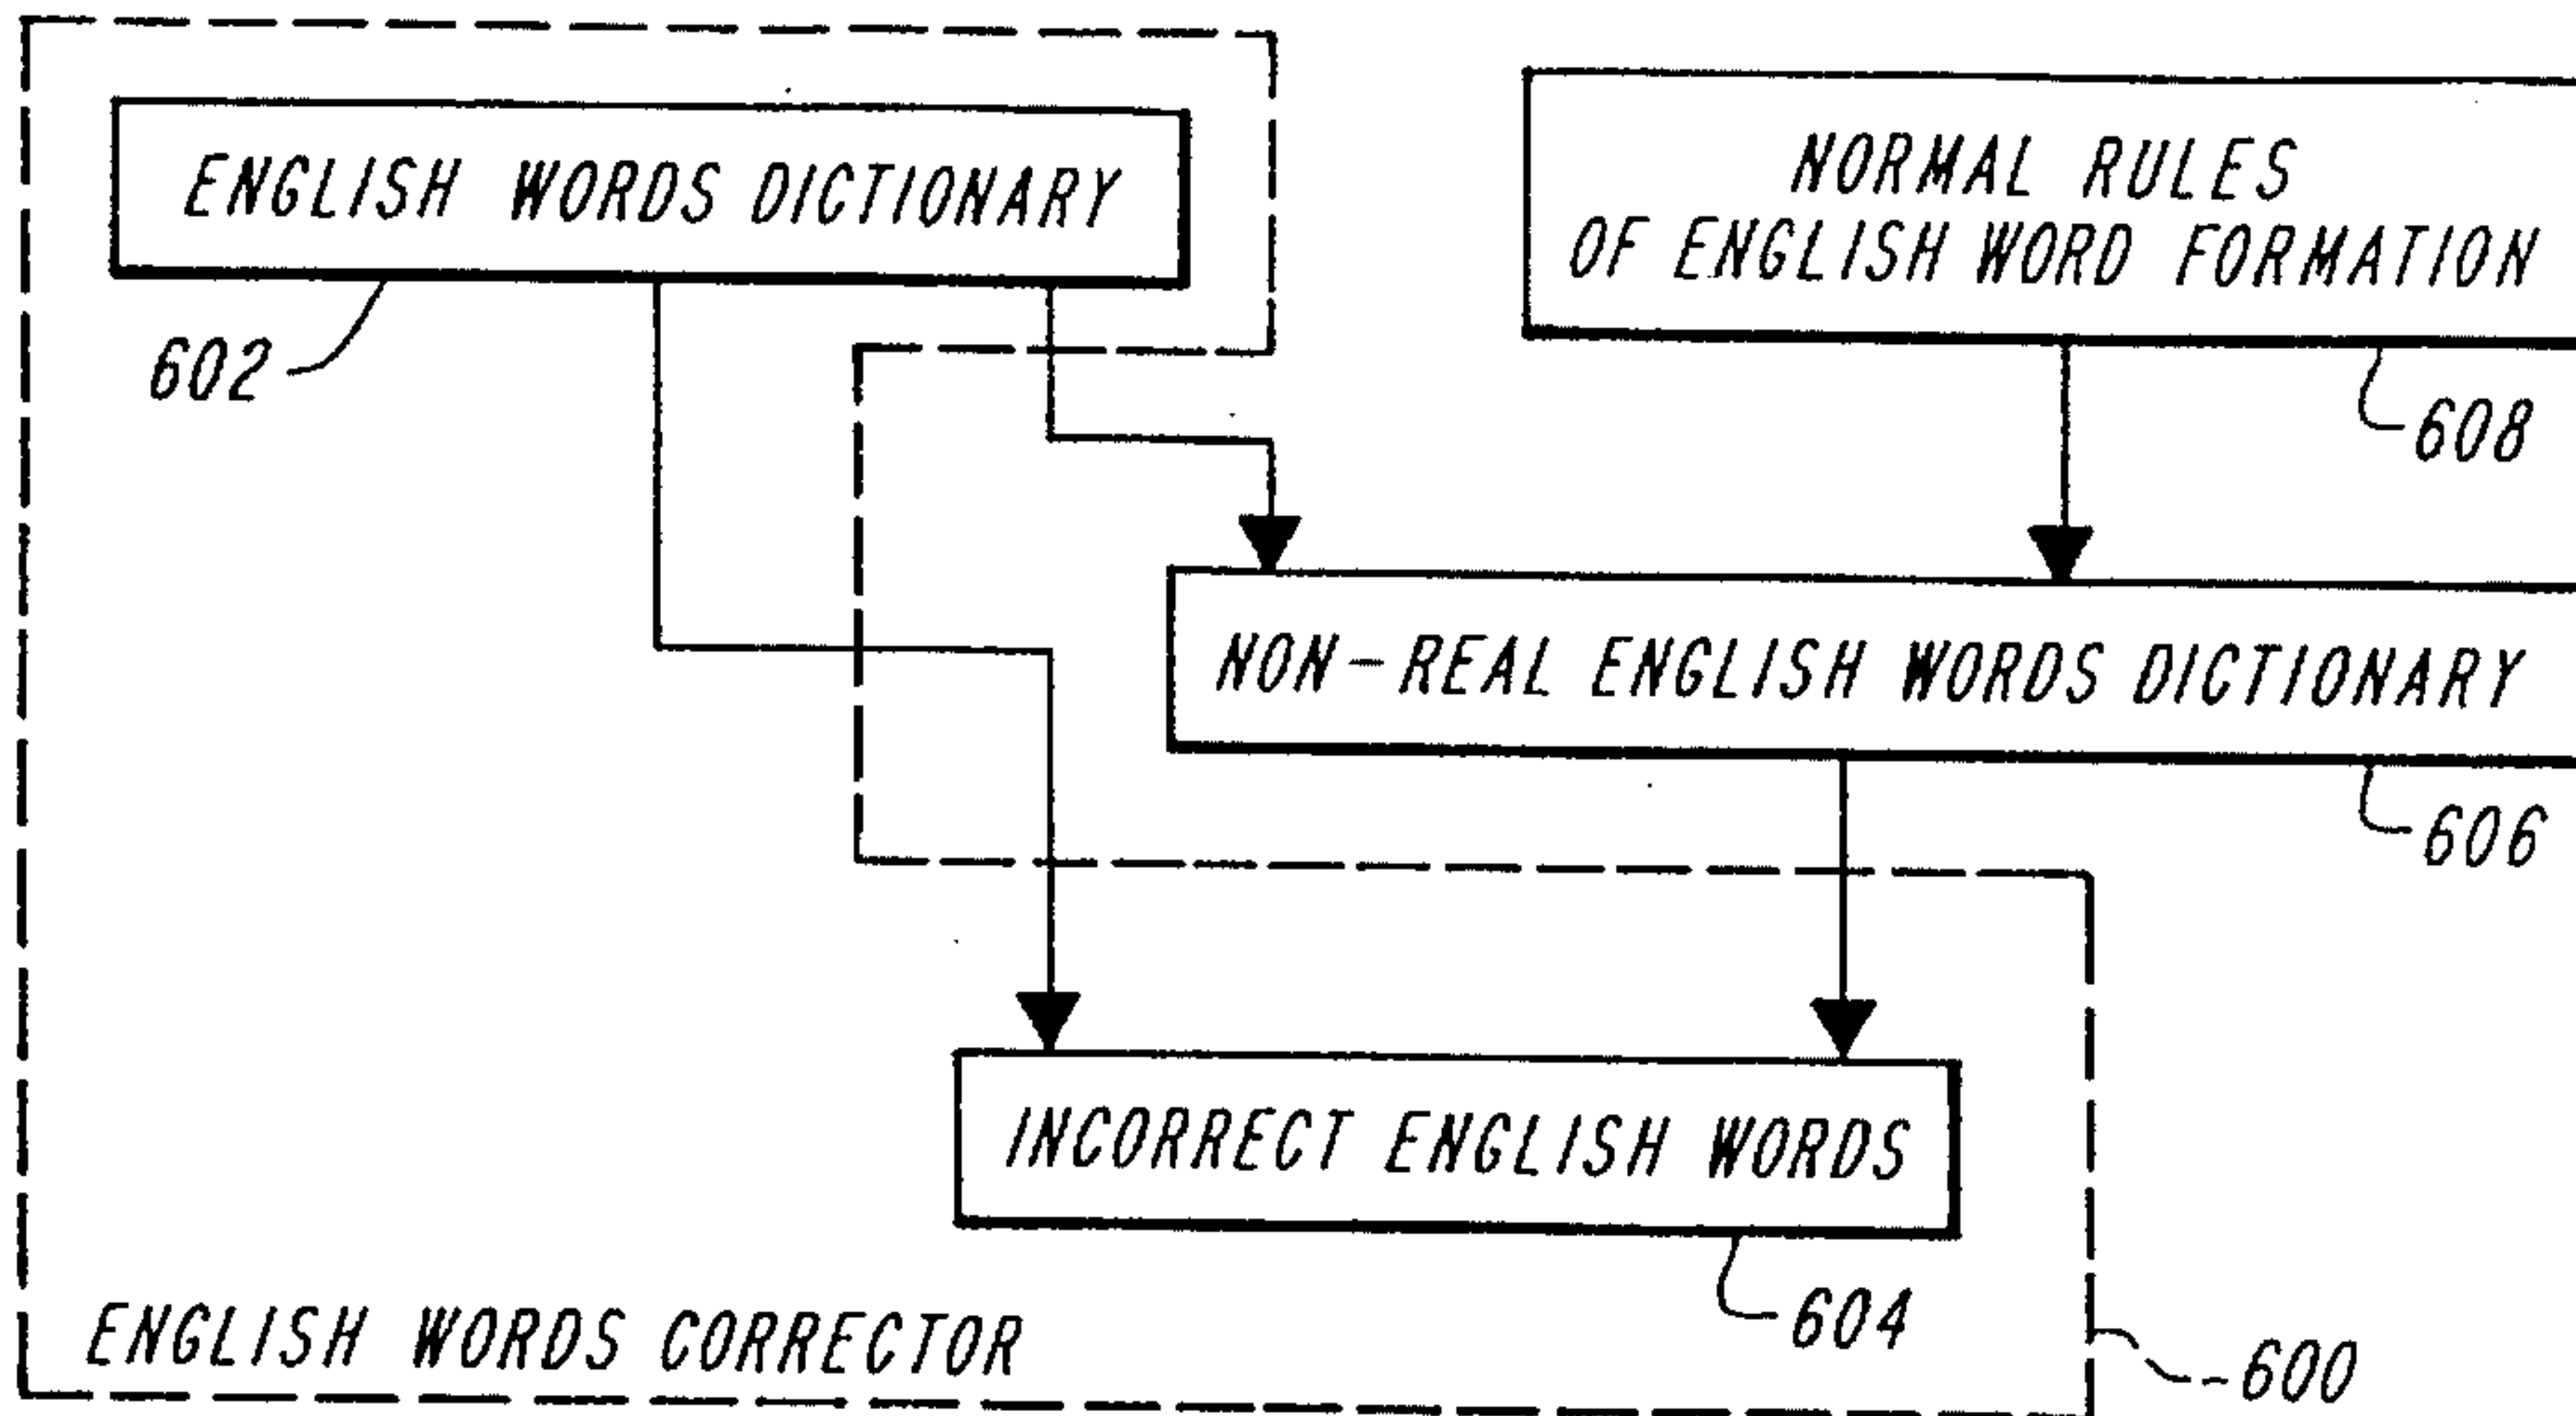 ENGLISH WORDS DICTIONARY
602
NORMAL RULES
OF ENGLISH WORD FORMATION
608
NON-REAL ENGLISH WORDS DICTIONARY
606
INCORRECT ENGLISH WORDS
604
ENGLISH WORDS CORRECTOR
600